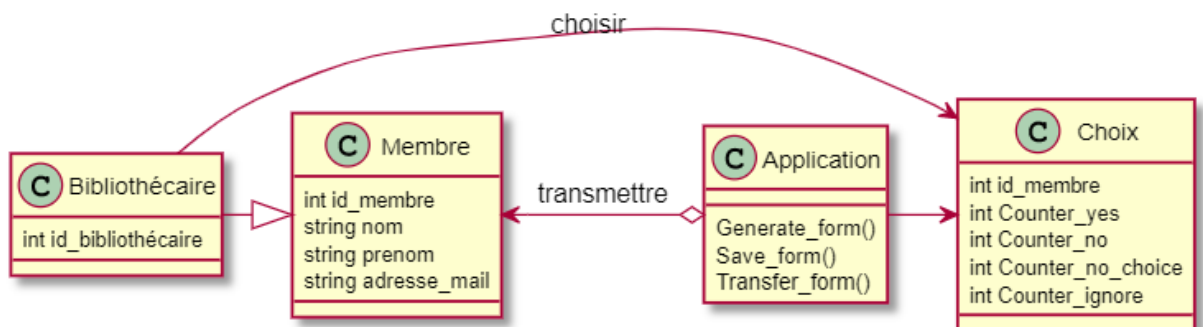 choisir
C Bibliothécaire
int id_bibliothécaire
C Membre
int id_membre
string nom
string prenom
string adresse_mail
transmettre
C Application
Generate_form()
Save_form()
Transfer_form()
C Choix
int id_membre
int Counter_yes
int Counter_no
int Counter_no_choice
int Counter_ignore